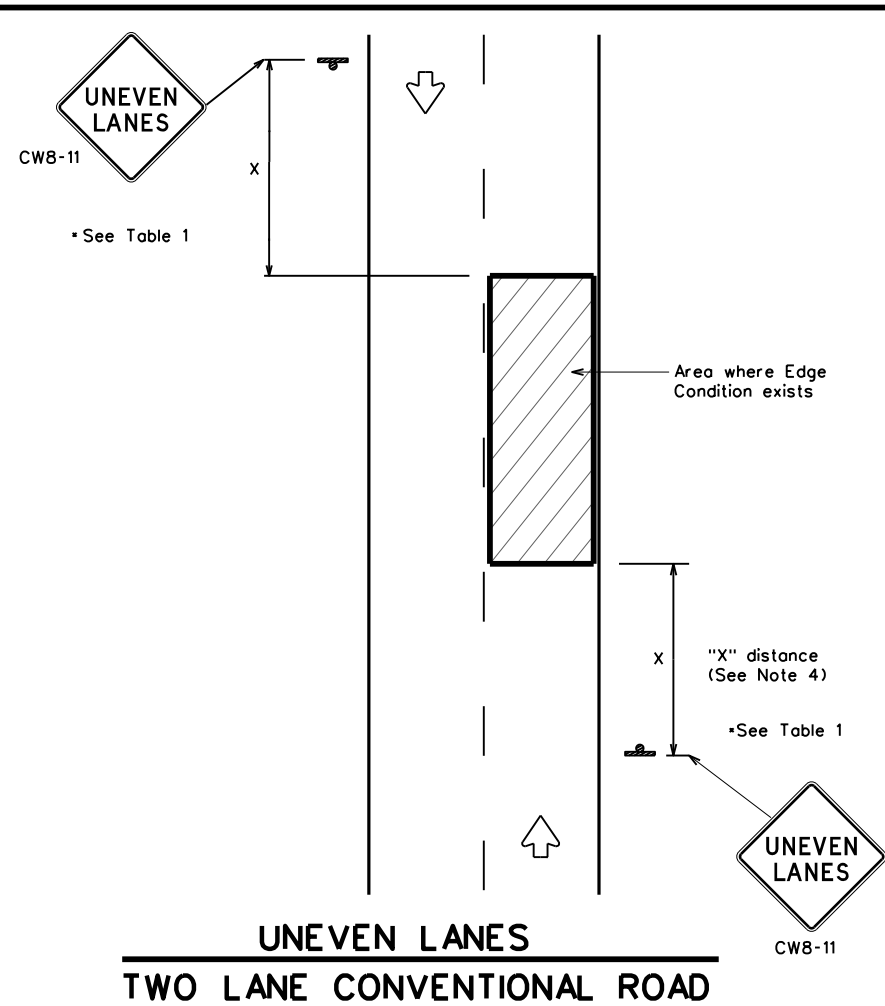 UNEVEN
LANES
CW8-11
X
* See Table 1
Area where Edge
Condition exists
X
"X" distance
(See Note 4)
*See Table 1
UNEVEN
LANES
CW8-11
UNEVEN LANES
TWO LANE CONVENTIONAL ROAD